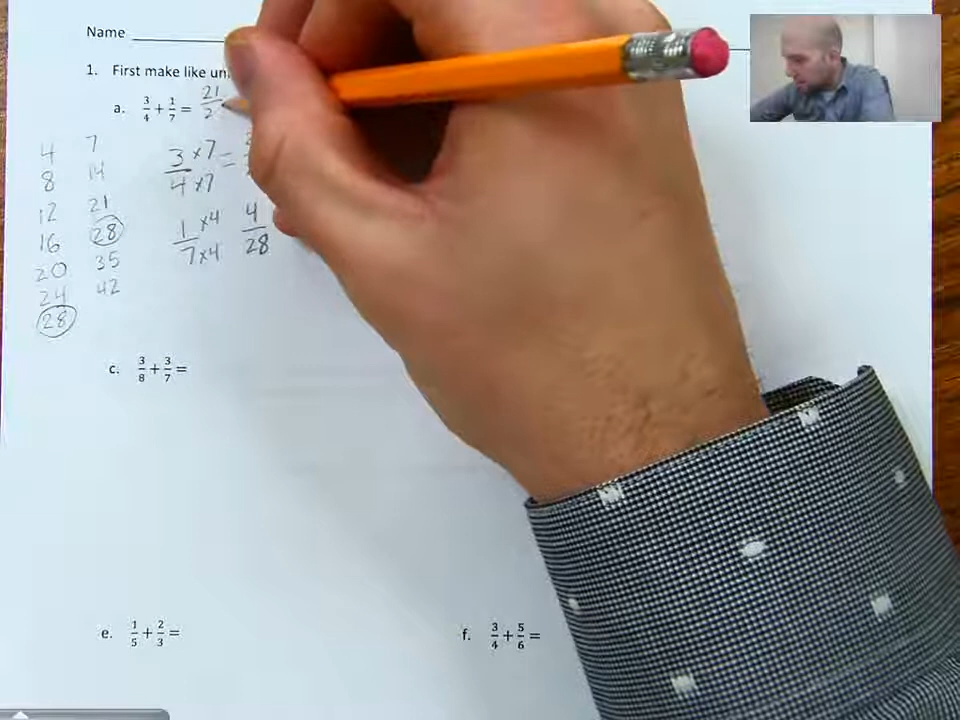 Name
1. First make like un
a. 3/4 + 1/7 = 21/2
4 7
8 14
12 21
16 28
20 35
24 42
28
3 ×7 =
4 ×7
1 ×4 4
7 ×4 28
c. 3/8 + 3/7 =
e. 1/5 + 2/3 =
f. 3/4 + 5/6 =